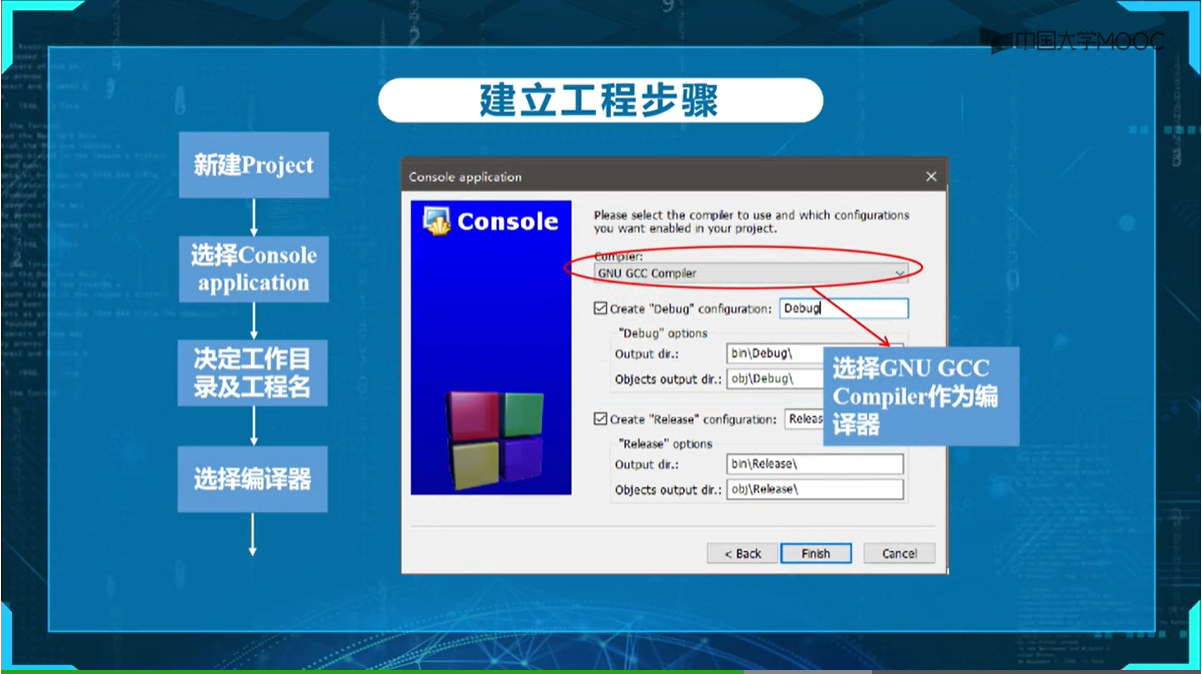 中国大学MOOC
建立工程步骤
新建Project
选择Console
application
决定工作目
录及工程名
选择编译器
Console application
Console
Please select the compiler to use and which configurations
you want enabled in your project.
Compiler:
GNU GCC Compiler
Create "Debug" configuration: Debug
"Debug" options
Output dir.: bin\Debug\
Objects output dir.: obj\Debug\
选择GNU GCC
Compiler作为编
译器
Create "Release" configuration: Releas
"Release" options
Output dir.: bin\Release\
Objects output dir.: obj\Release\
< Back Finish Cancel